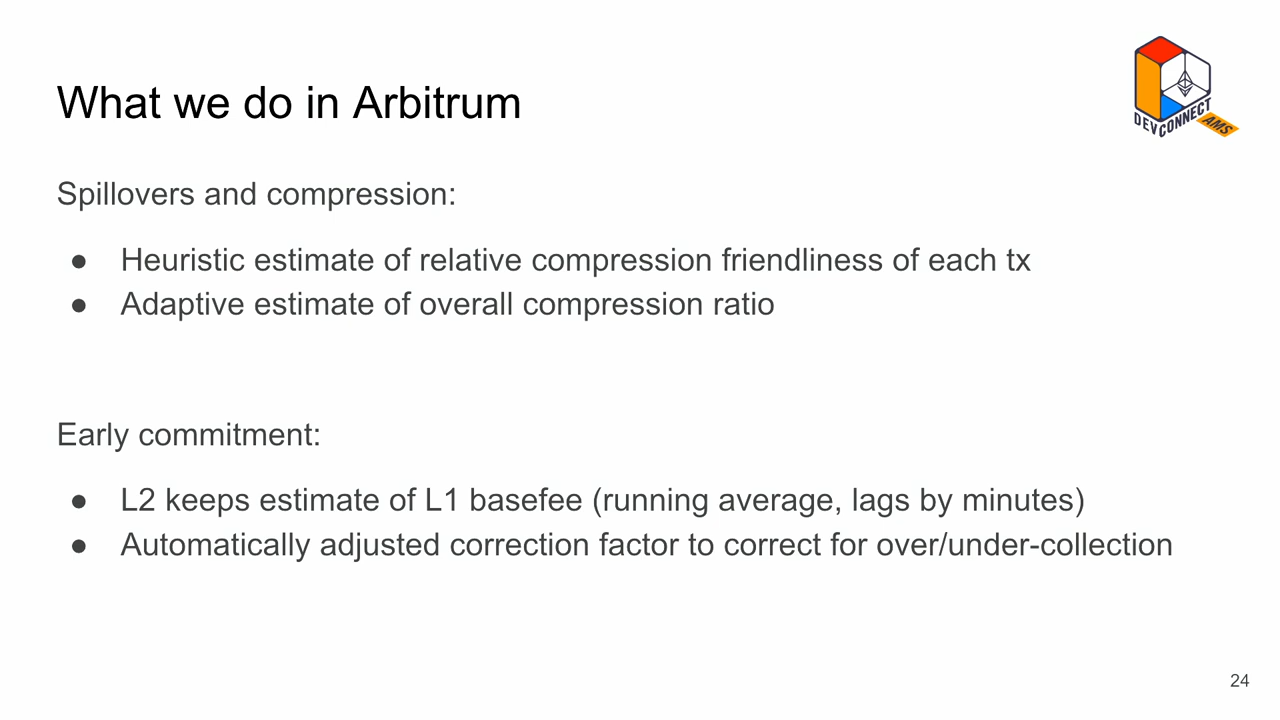 What we do in Arbitrum
DEVCONNECT
AMS
Spillovers and compression:
● Heuristic estimate of relative compression friendliness of each tx
● Adaptive estimate of overall compression ratio
Early commitment:
● L2 keeps estimate of L1 basefee (running average, lags by minutes)
● Automatically adjusted correction factor to correct for over/under-collection
24